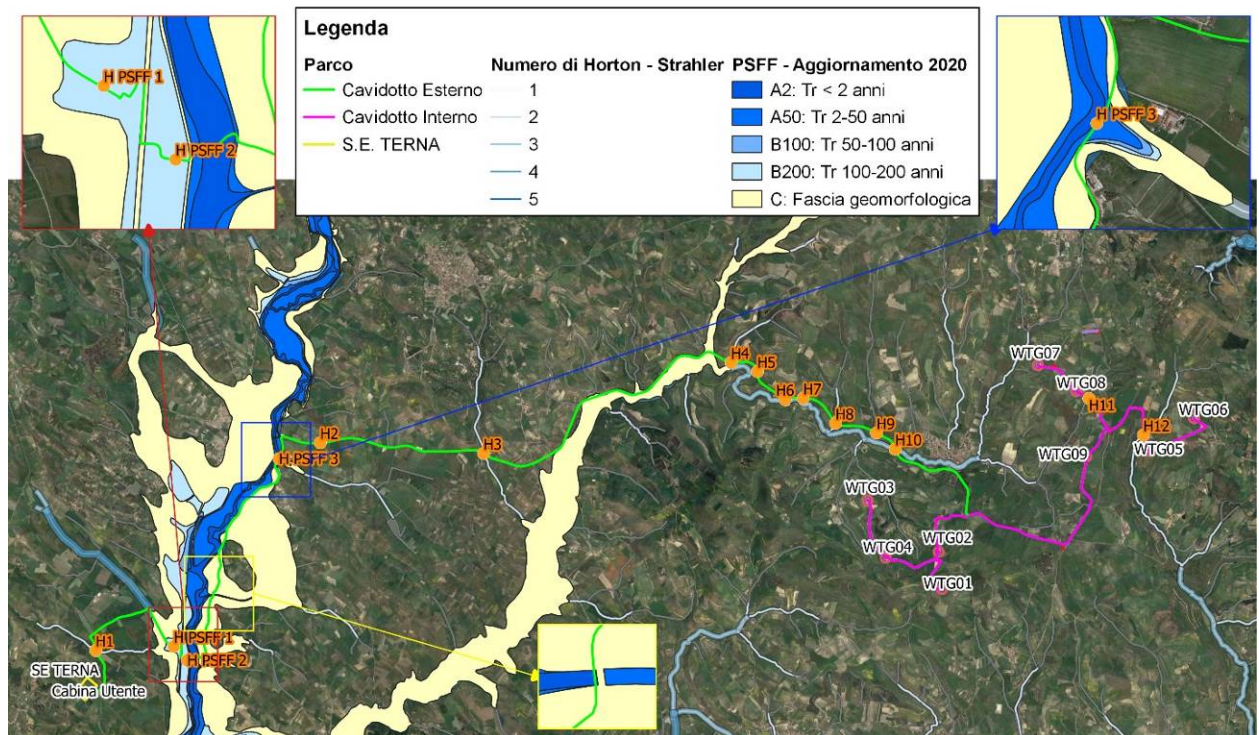 Legenda
Parco
Cavidotto Esterno
Cavidotto Interno
S.E. TERNA
Numero di Horton - Strahler
1
2
3
4
5
PSFF - Aggiornamento 2020
A2: Tr < 2 anni
A50: Tr 2-50 anni
B100: Tr 50-100 anni
B200: Tr 100-200 anni
C: Fascia geomorfologica
H PSFF 1
H PSFF 2
H PSFF 3
H4
H5
H6
H7
H8
H9
H10
WTG07
WTG08
H11
WTG06
H12
WTG05
WTG09
H2
H3
H PSFF 3
WTG03
WTG02
WTG04
WTG01
H1
H PSFF 1
H PSFF 2
SE TERNA
Cabina Utente